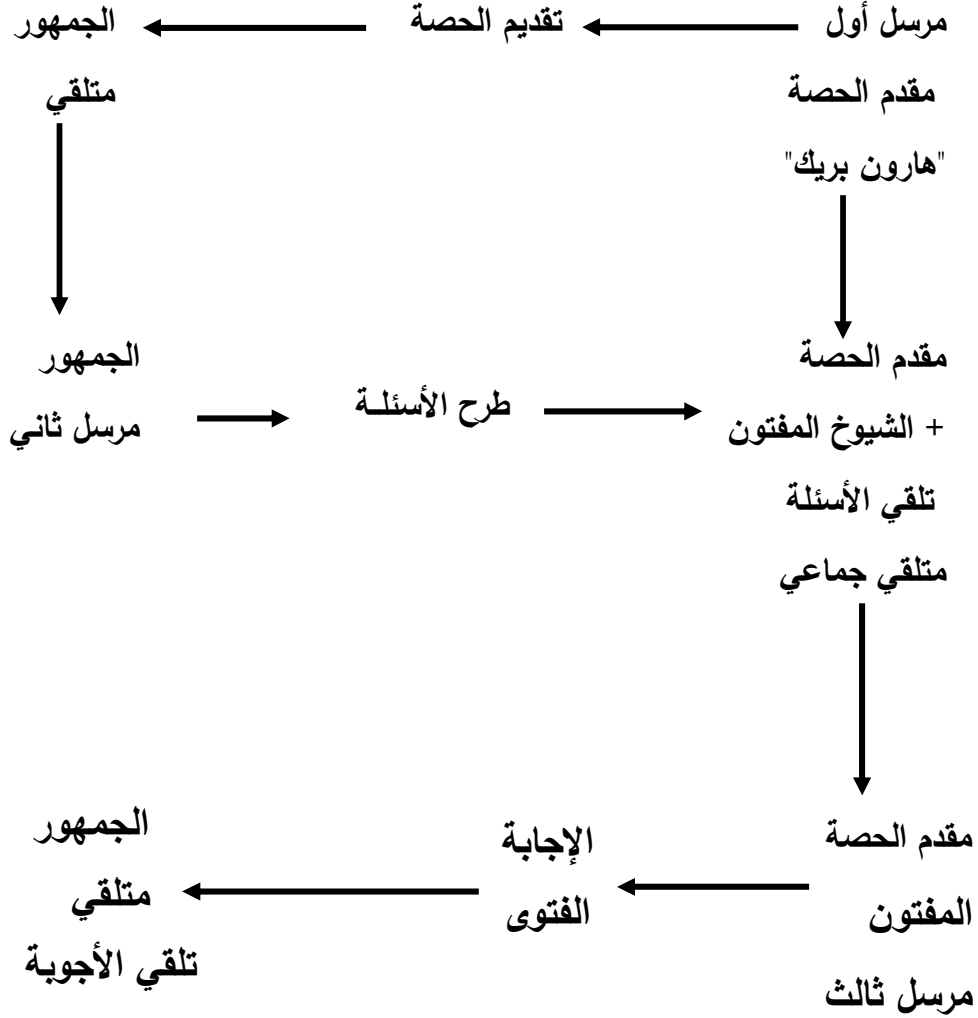 مرسل أول
تقديم الحصة
الجمهور
مقدم الحصة
متلقي
"هارون بريك"
مقدم الحصة
الجمهور
+ الشيوخ المفتون
طرح الأسئلة
مرسل ثاني
تلقي الأسئلة
متلقي جماعي
مقدم الحصة
الإجابة
الجمهور
المفتون
الفتوى
متلقي
مرسل ثالث
تلقي الأجوبة